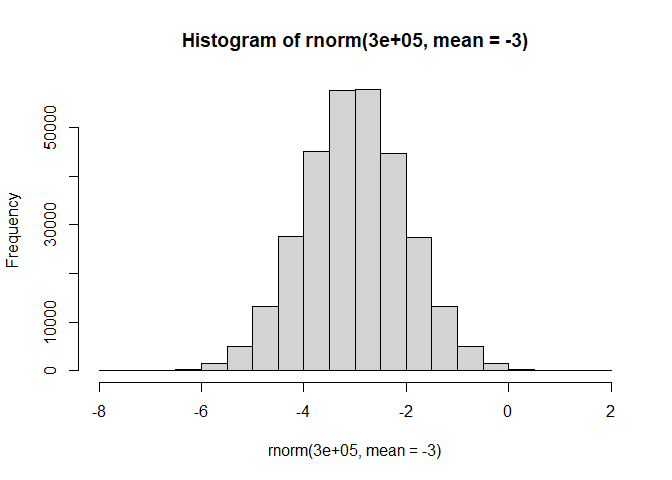 Histogram of rnorm(3e+05, mean = -3)
Frequency
50000
30000
10000
0
-8 -6 -4 -2 0 2
rnorm(3e+05, mean = -3)